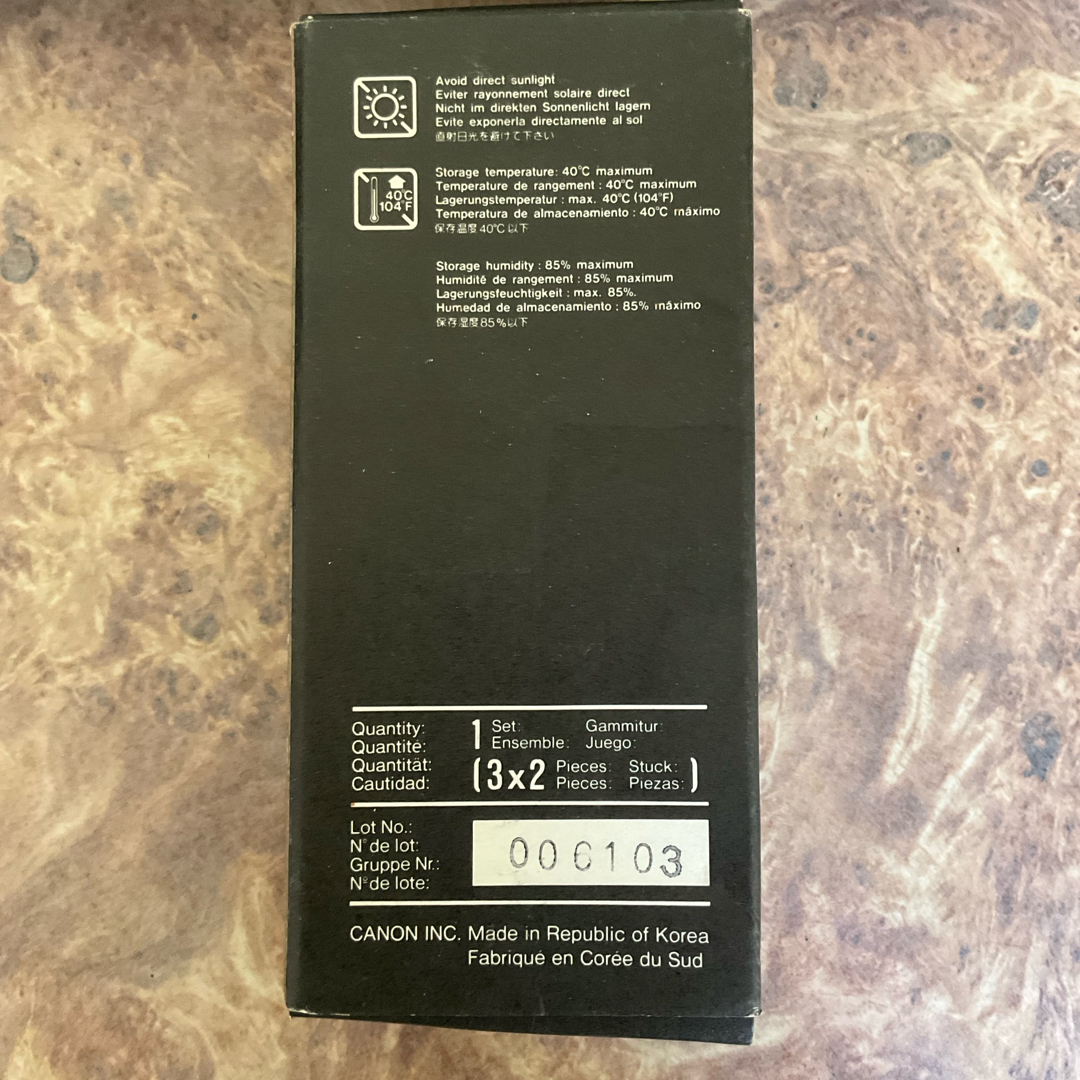 Avoid direct sunlight
Eviter rayonnement solaire direct
Nicht im direkten Sonnenlicht lagern
Evite exponerla directamente al sol
直射日光を避けて下さい
40°C
104°F
Storage temperature: 40°C maximum
Temperature de rangement : 40°C maximum
Lagerungstemperatur : max. 40°C (104°F)
Temperatura de almacenamiento : 40°C máximo
保存温度40℃以下
Storage humidity : 85% maximum
Humidité de rangement : 85% maximum
Lagerungsfeuchtigkeit : max. 85%.
Humedad de almacenamiento : 85% máximo
保存湿度85%以下
Quantity:
Quantité:
Quantität:
Cautidad:
1 Set: Gammitur:
Ensemble: Juego:
(3x2 Pieces: Stuck: )
Pieces: Piezas:
Lot No.:
N° de lot:
Gruppe Nr.:
Nº de lote:
006103
CANON INC. Made in Republic of Korea
Fabriqué en Corée du Sud